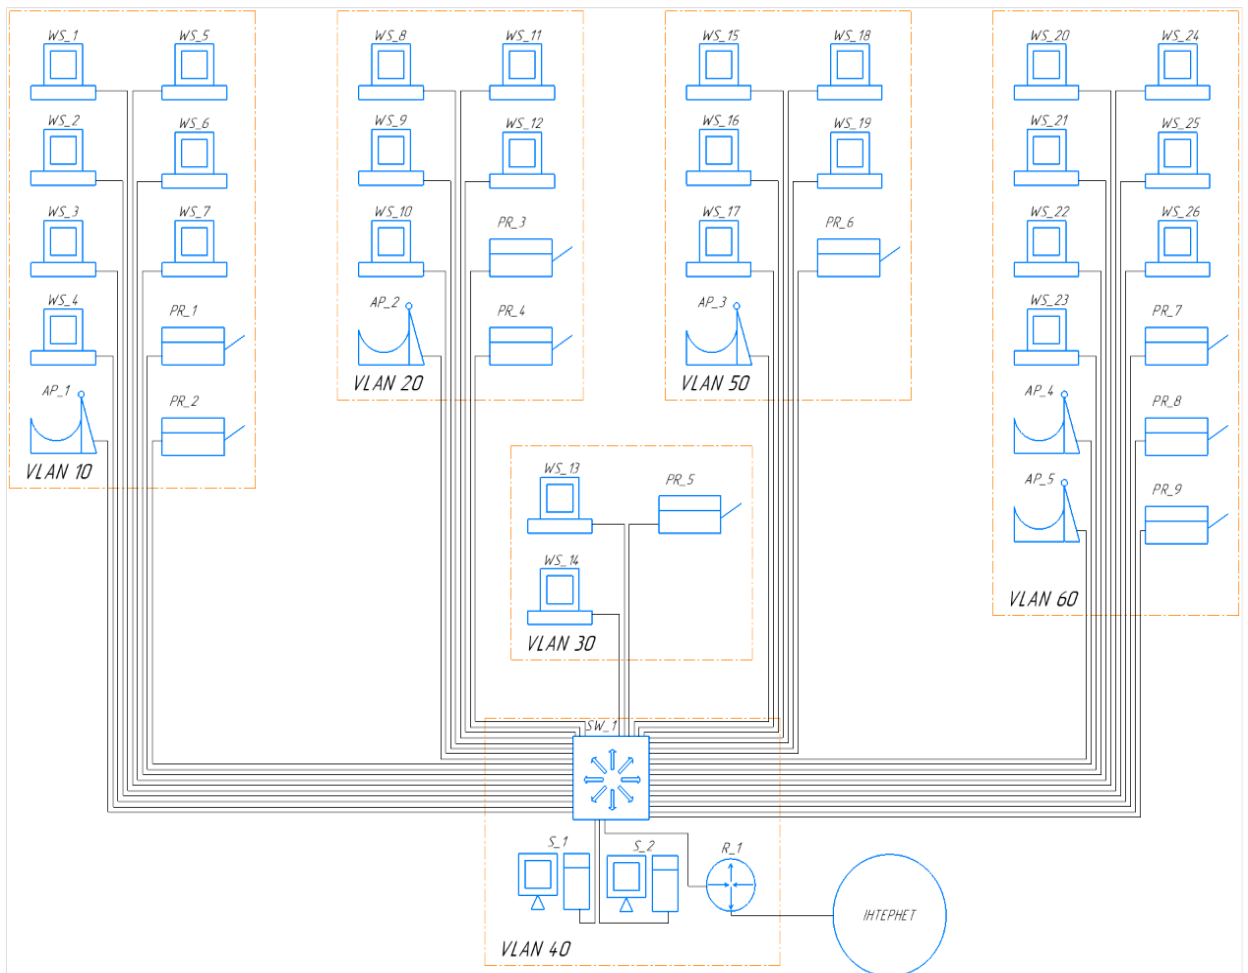 WS_1
WS_5
WS_2
WS_6
WS_3
WS_7
WS_4
PR_1
AP_1
PR_2
VLAN 10
WS_8
WS_11
WS_9
WS_12
WS_10
PR_3
AP_2
PR_4
VLAN 20
WS_15
WS_18
WS_16
WS_19
WS_17
PR_6
AP_3
VLAN 50
WS_20
WS_24
WS_21
WS_25
WS_22
WS_26
WS_23
PR_7
AP_4
PR_8
AP_5
PR_9
VLAN 60
WS_13
PR_5
WS_14
VLAN 30
SW_1
S_1
S_2
R_1
ІНТЕРНЕТ
VLAN 40